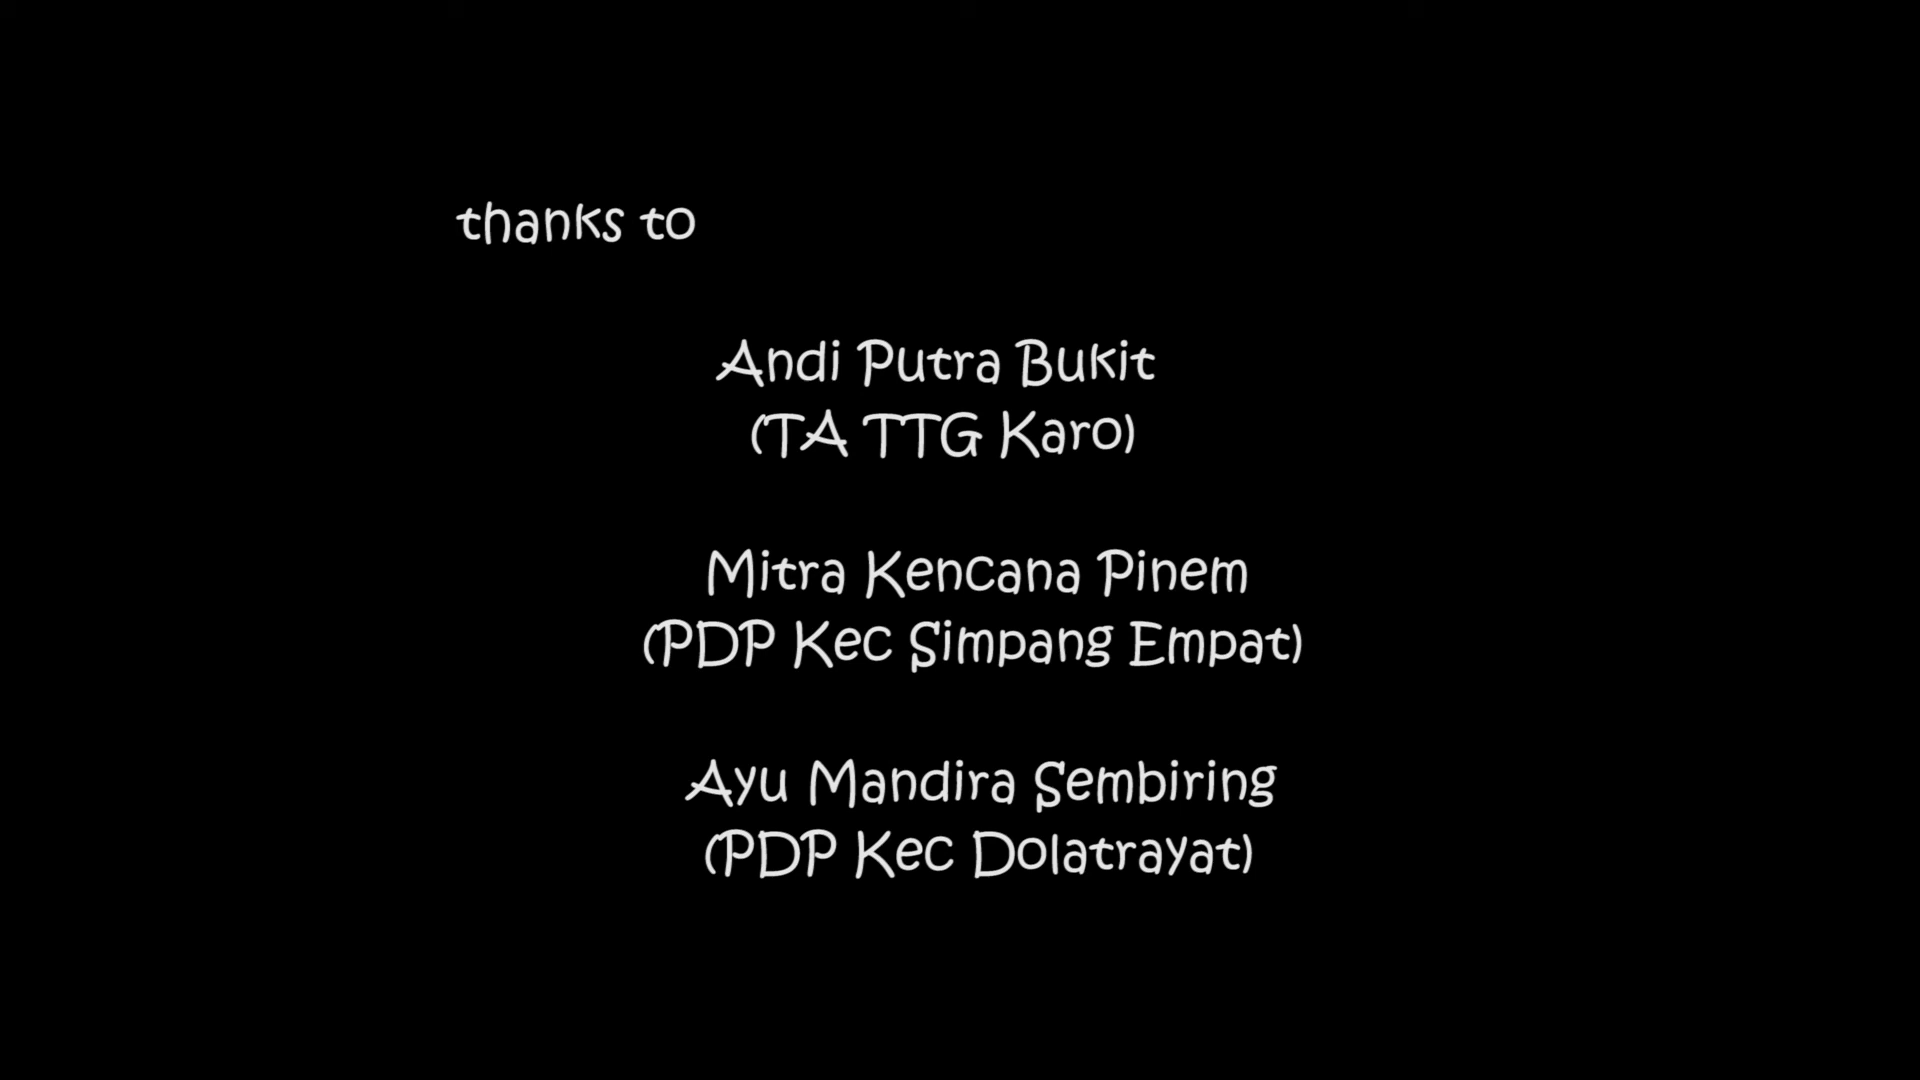 thanks to
Andi Putra Bukit
(TA TTG Karo)
Mitra Kencana Pinem
(PDP Kec Simpang Empat)
Ayu Mandira Sembiring
(PDP Kec Dolatrayat)